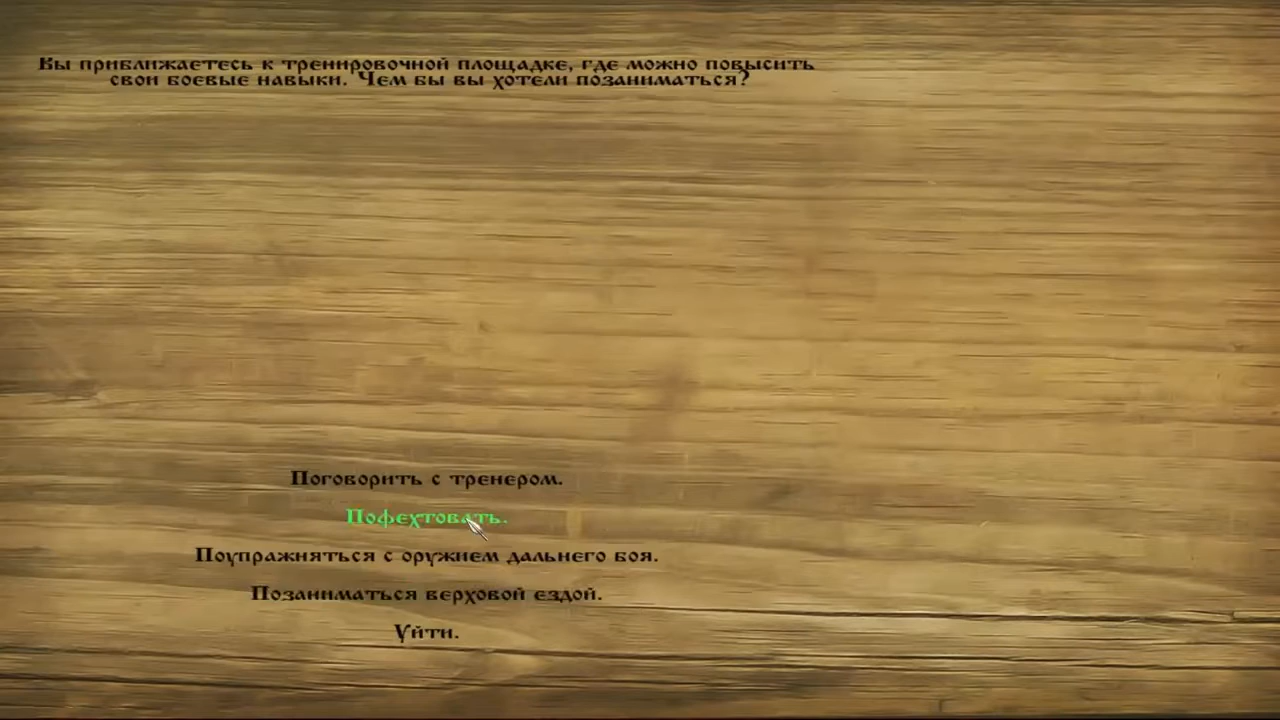 Вы приближаетесь к тренировочной площадке, где можно повысить
свои боевые навыки. Чем бы вы хотели позаниматься?
Поговорить с тренером.
Пофехтовать.
Поупражняться с оружием дальнего боя.
Позаниматься верховой ездой.
Уйти.